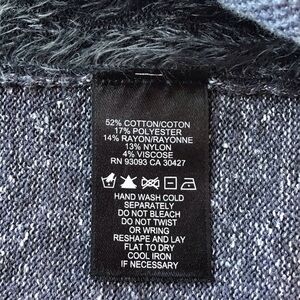 52% COTTON/COTON
17% POLYESTER
14% RAYON/RAYONNE
13% NYLON
4% VISCOSE
RN 93093 CA 30427
HAND WASH COLD
SEPARATELY
DO NOT BLEACH
DO NOT TWIST
OR WRING
RESHAPE AND LAY
FLAT TO DRY
COOL IRON
IF NECESSARY